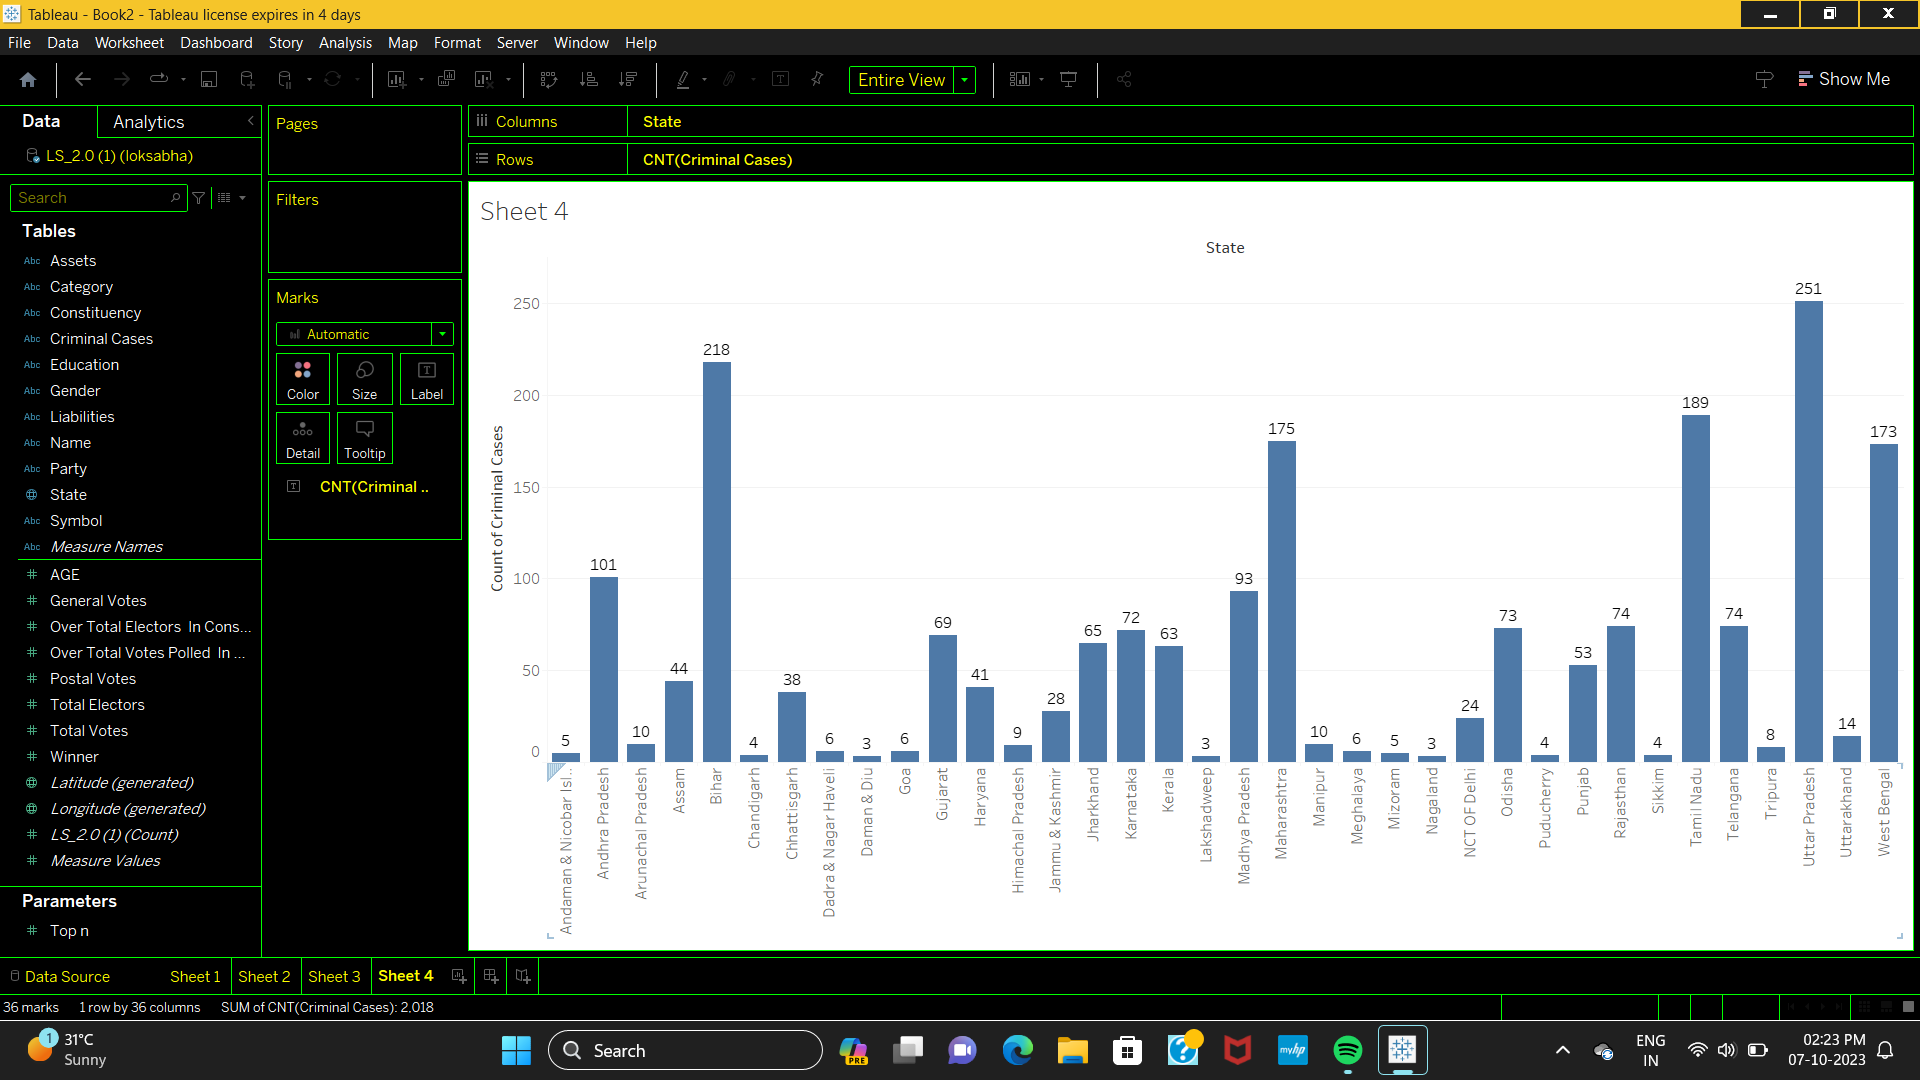 Tableau - Book2 - Tableau license expires in 4 days
File Data Worksheet Dashboard Story Analysis Map Format Server Window Help
Entire View
Show Me
Data
Analytics
LS_2.0 (1) (loksabha)
Search
Tables
Abc Assets
Abc Category
Abc Constituency
Abc Criminal Cases
Abc Education
Abc Gender
Abc Liabilities
Abc Name
Abc Party
State
Abc Symbol
Abc Measure Names
# AGE
# General Votes
# Over Total Electors In Cons...
# Over Total Votes Polled In ...
# Postal Votes
# Total Electors
# Total Votes
# Winner
Latitude (generated)
Longitude (generated)
# LS_2.0 (1) (Count)
# Measure Values
Parameters
# Top n
Pages
Filters
Marks
Automatic
Color Size Label
Detail Tooltip
CNT(Criminal ..
Columns State
Rows CNT(Criminal Cases)
Sheet 4
State
Count of Criminal Cases
250
200
150
100
50
0
5 101 10 44 218 4 38 6 3 6 69 41 9 28 65 72 63 3 93 175 10 6 5 3 24 73 4 53 74 4 189 74 8 251 14 173
Andaman & Nicobar Isl..
Andhra Pradesh
Arunachal Pradesh
Assam
Bihar
Chandigarh
Chhattisgarh
Dadra & Nagar Haveli
Daman & Diu
Goa
Gujarat
Haryana
Himachal Pradesh
Jammu & Kashmir
Jharkhand
Karnataka
Kerala
Lakshadweep
Madhya Pradesh
Maharashtra
Manipur
Meghalaya
Mizoram
Nagaland
NCT OF Delhi
Odisha
Puducherry
Punjab
Rajasthan
Sikkim
Tamil Nadu
Telangana
Tripura
Uttar Pradesh
Uttarakhand
West Bengal
Data Source Sheet 1 Sheet 2 Sheet 3 Sheet 4
36 marks 1 row by 36 columns SUM of CNT(Criminal Cases): 2,018
1
31°C
Sunny
Search
PRE
myhp
ENG
IN
02:23 PM
07-10-2023